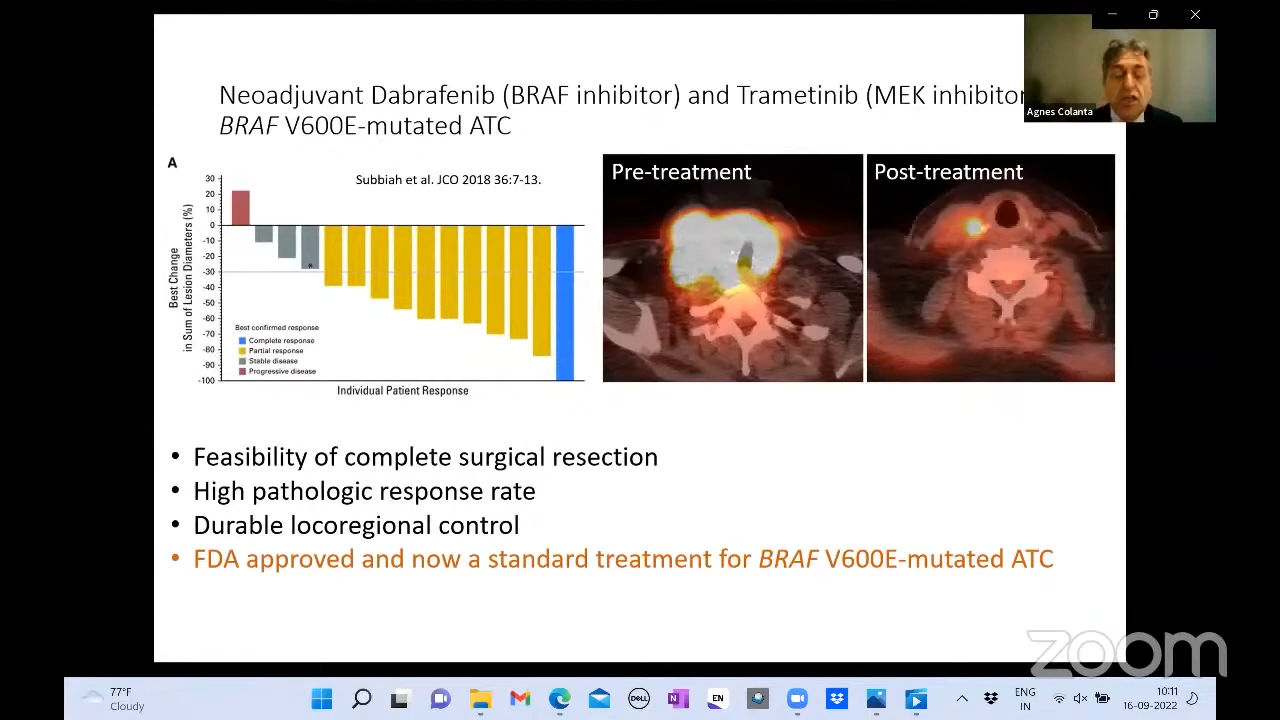 Neoadjuvant Dabrafenib (BRAF inhibitor) and Trametinib (MEK inhibitor
BRAF V600E-mutated ATC
Agnes Colanta
A
Subbiah et al. JCO 2018 36:7-13.
Best Change
in Sum of Lesion Diameters (%)
30
20
10
0
-10
-20
-30
-40
-50
-60
-70
-80
-90
-100
*
Best confirmed response
Complete response
Partial response
Stable disease
Progressive disease
Individual Patient Response
Pre-treatment
Post-treatment
• Feasibility of complete surgical resection
• High pathologic response rate
• Durable locoregional control
• FDA approved and now a standard treatment for BRAF V600E-mutated ATC
zoom
77°F
Cloudy
DELL
N
EN
ENG
IN
10:11
16-09-2022